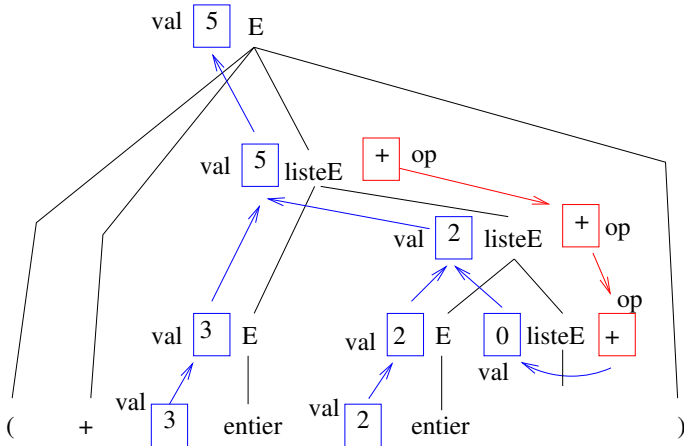 val 5 E
val 5 listeE + op
val 2 listeE + op
op
val 3 E val 2 E 0 listeE +
val
val 3 entier val 2 entier
( + )